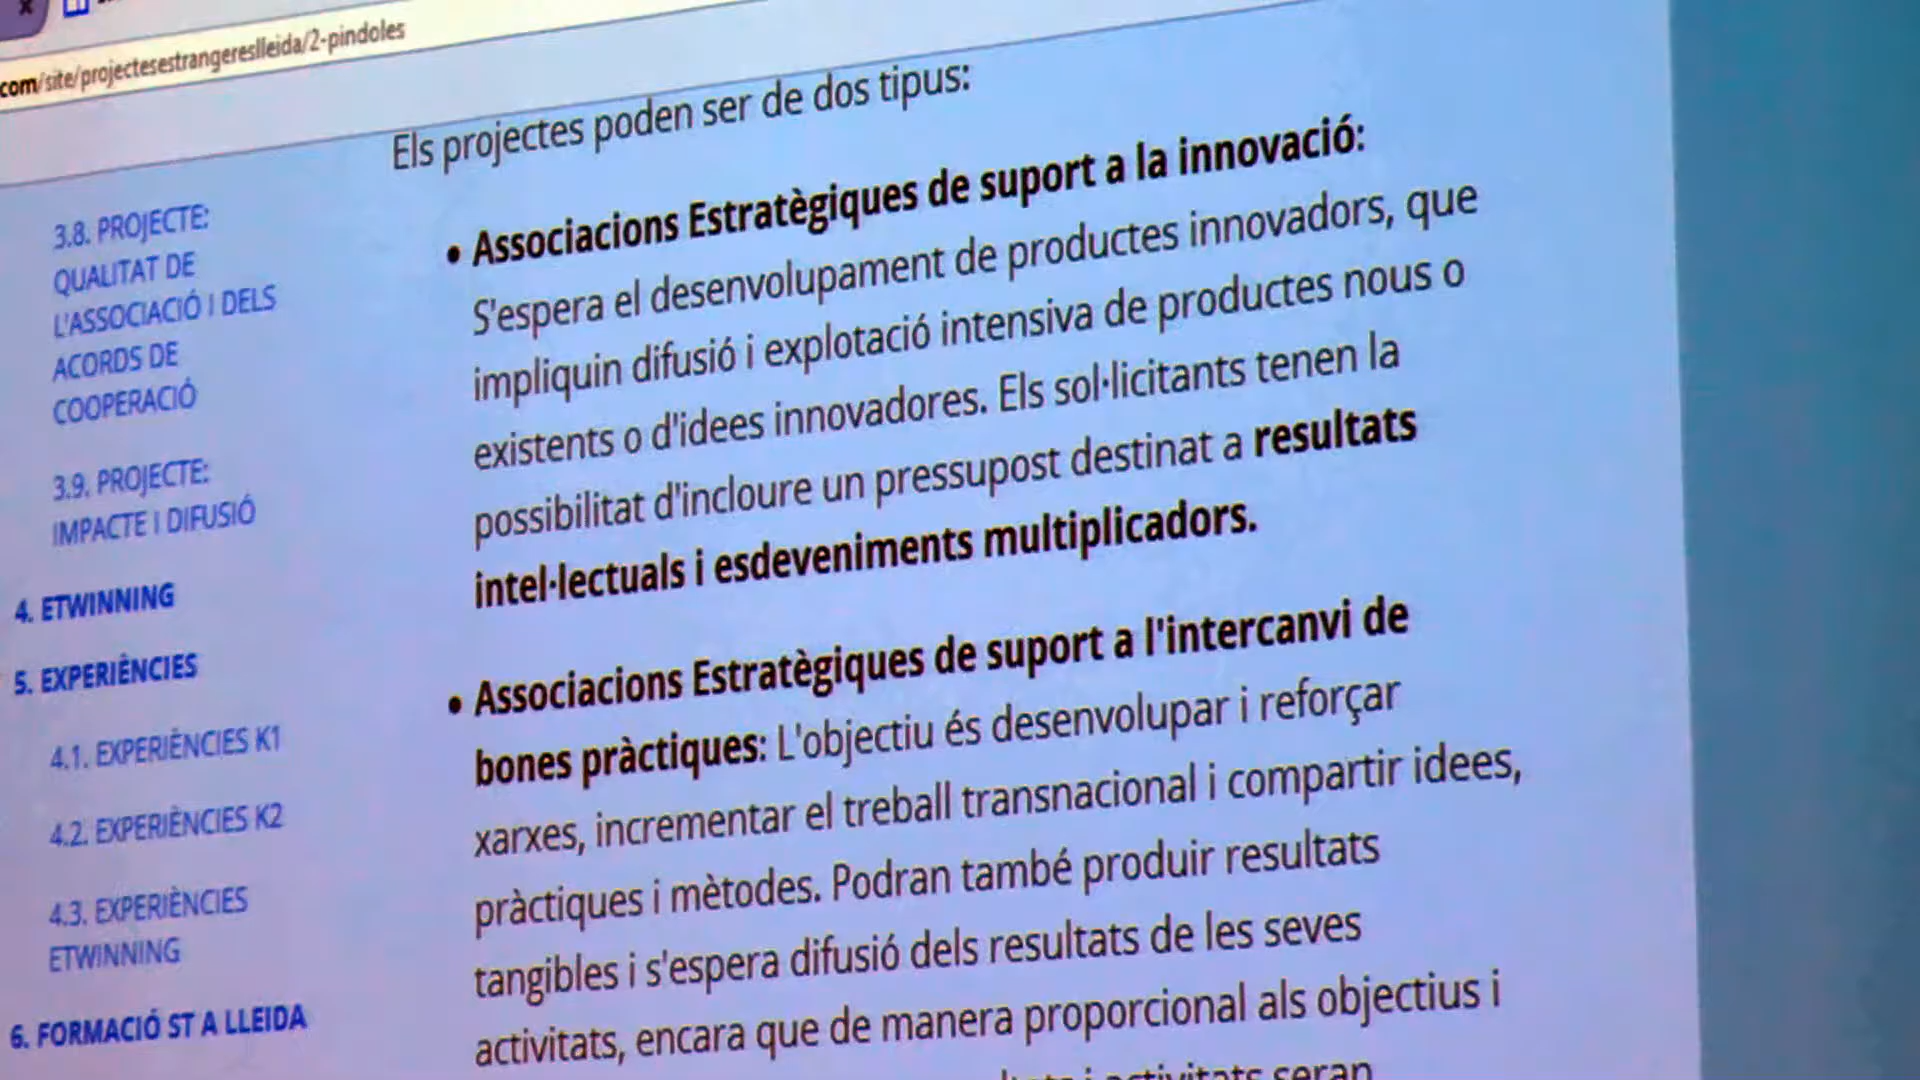 com/site/projectesestrangereslleida/2-pindoles
3.8. PROJECTE:
QUALITAT DE
L'ASSOCIACIÓ I DELS
ACORDS DE
COOPERACIÓ
3.9. PROJECTE:
IMPACTE I DIFUSIÓ
4. ETWINNING
5. EXPERIÈNCIES
4.1. EXPERIÈNCIES K1
4.2. EXPERIÈNCIES K2
4.3. EXPERIÈNCIES
ETWINNING
6. FORMACIÓ ST A LLEIDA
Els projectes poden ser de dos tipus:
• Associacions Estratègiques de suport a la innovació:
S'espera el desenvolupament de productes innovadors, que
impliquin difusió i explotació intensiva de productes nous o
existents o d'idees innovadores. Els sol·licitants tenen la
possibilitat d'incloure un pressupost destinat a resultats
intel·lectuals i esdeveniments multiplicadors.
• Associacions Estratègiques de suport a l'intercanvi de
bones pràctiques: L'objectiu és desenvolupar i reforçar
xarxes, incrementar el treball transnacional i compartir idees,
pràctiques i mètodes. Podran també produir resultats
tangibles i s'espera difusió dels resultats de les seves
activitats, encara que de manera proporcional als objectius i
i activitats seran